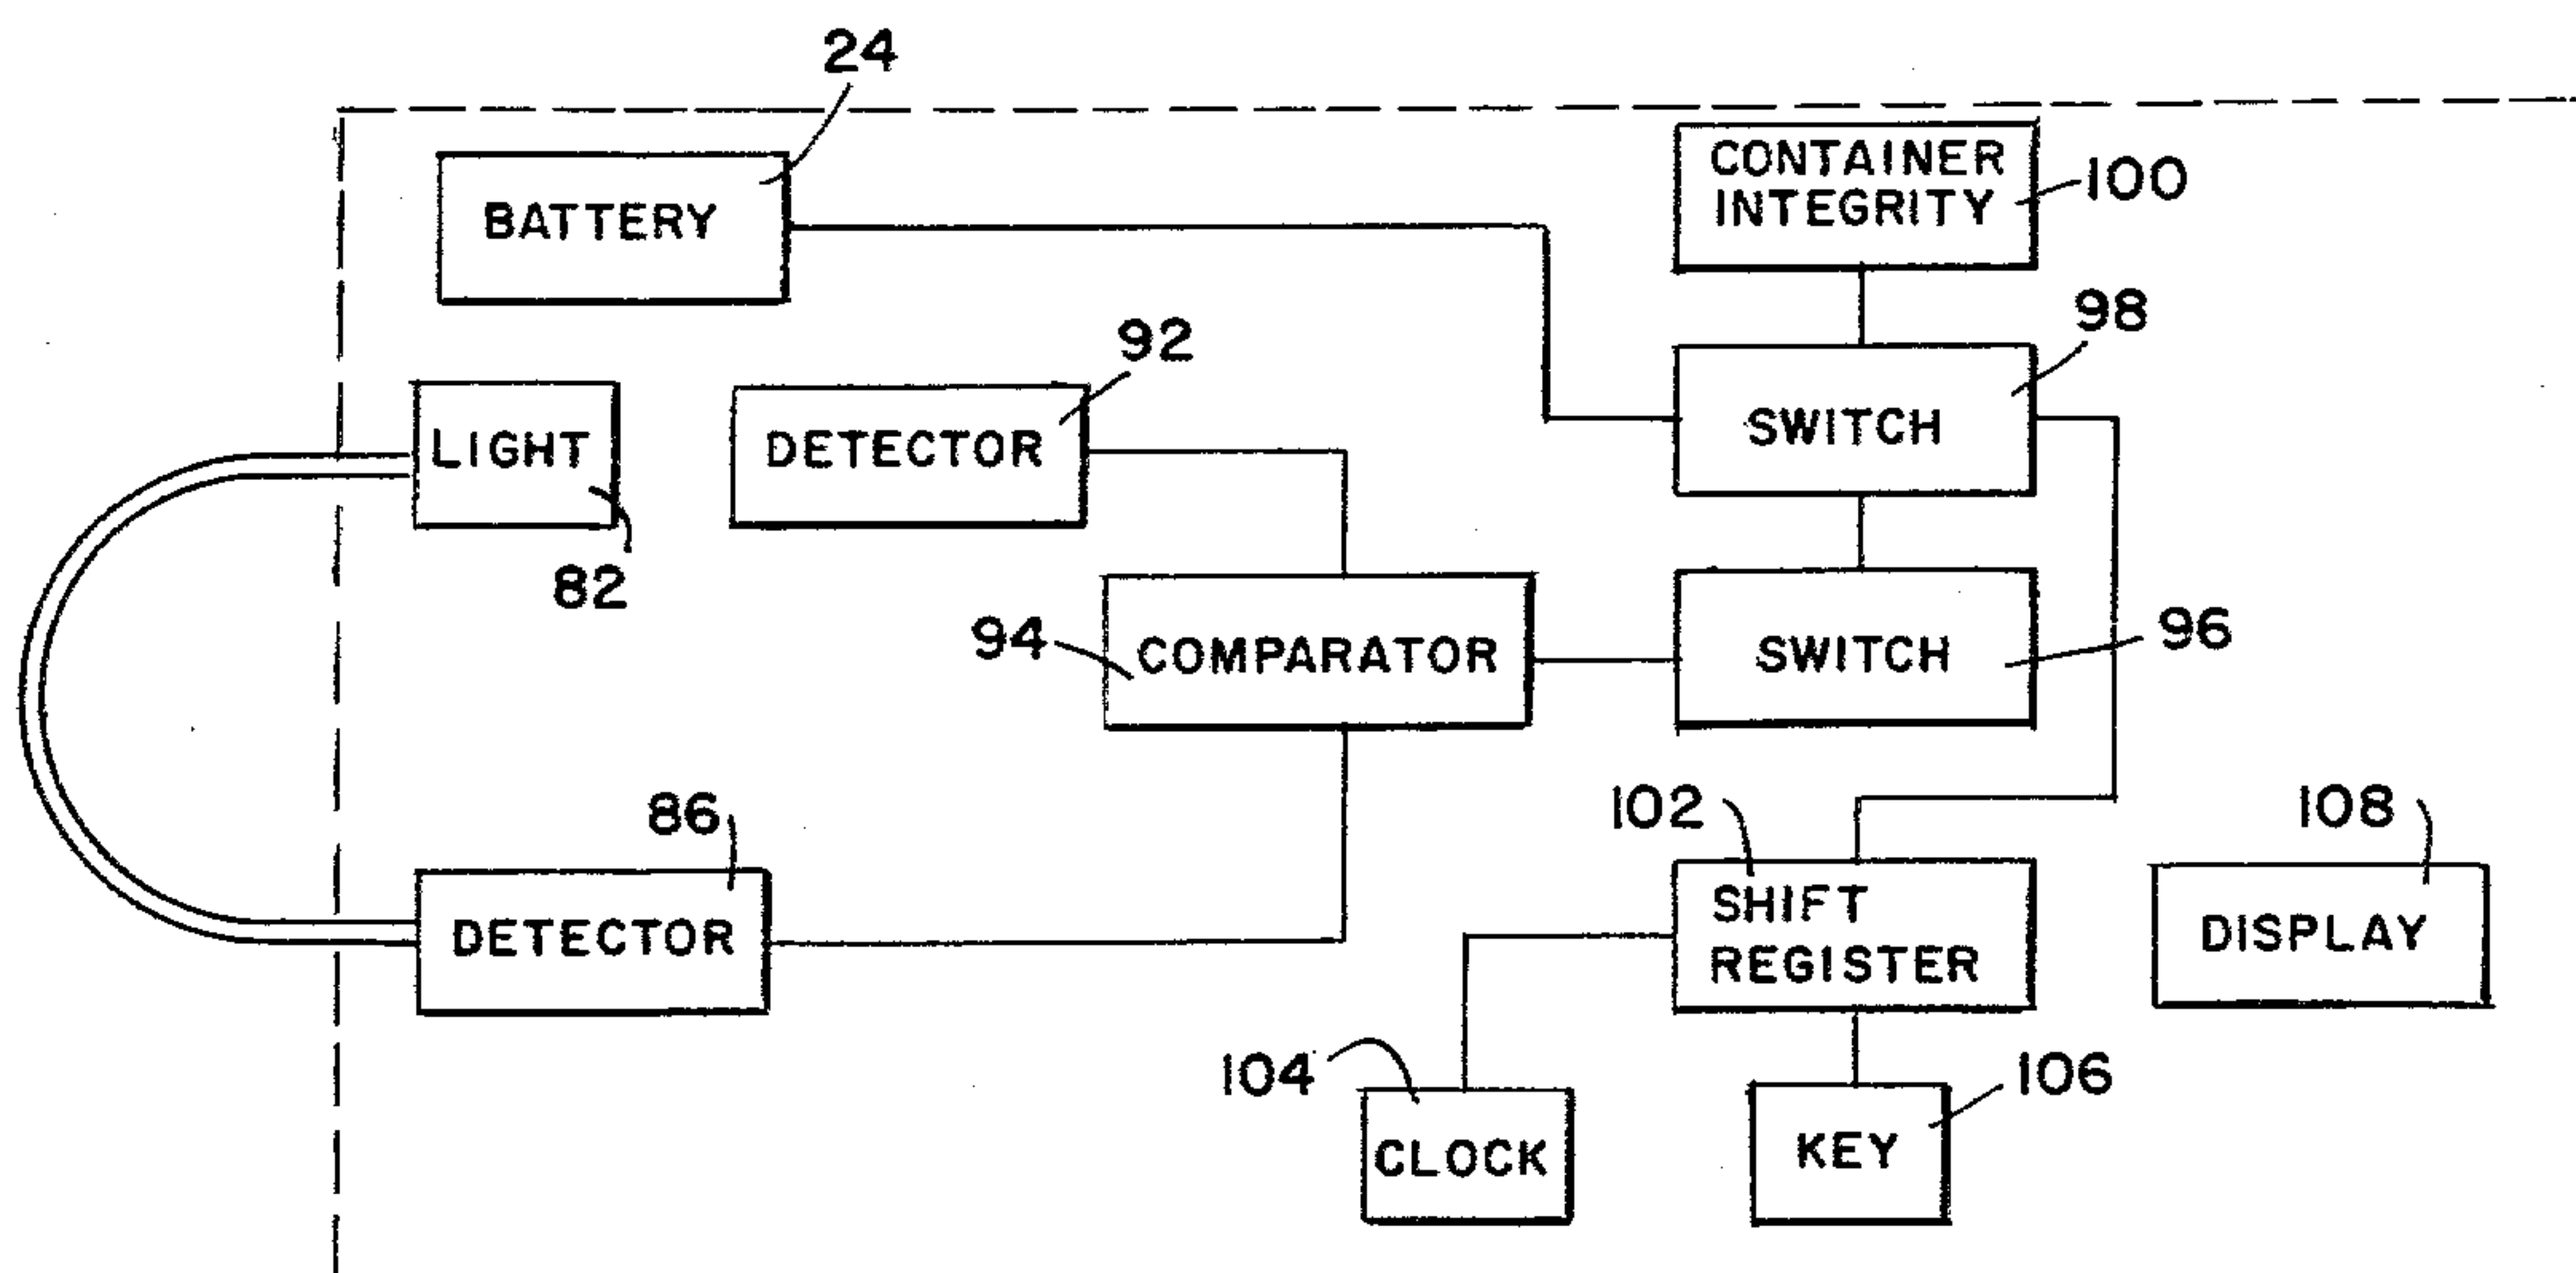 24
BATTERY
CONTAINER
INTEGRITY
100
98
92
LIGHT
DETECTOR
SWITCH
82
94
COMPARATOR
SWITCH
96
86
102
108
DETECTOR
SHIFT
REGISTER
DISPLAY
104
106
CLOCK
KEY